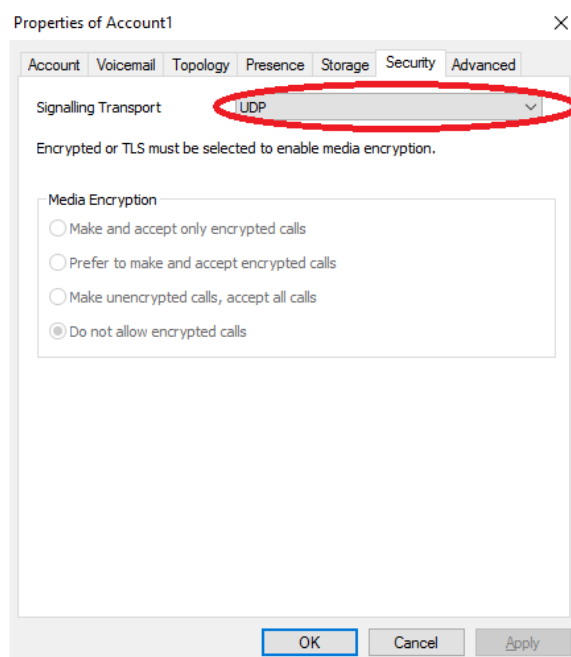 Properties of Account1
Account Voicemail Topology Presence Storage Security Advanced
Signalling Transport UDP
Encrypted or TLS must be selected to enable media encryption.
Media Encryption
Make and accept only encrypted calls
Prefer to make and accept encrypted calls
Make unencrypted calls, accept all calls
Do not allow encrypted calls
OK Cancel Apply